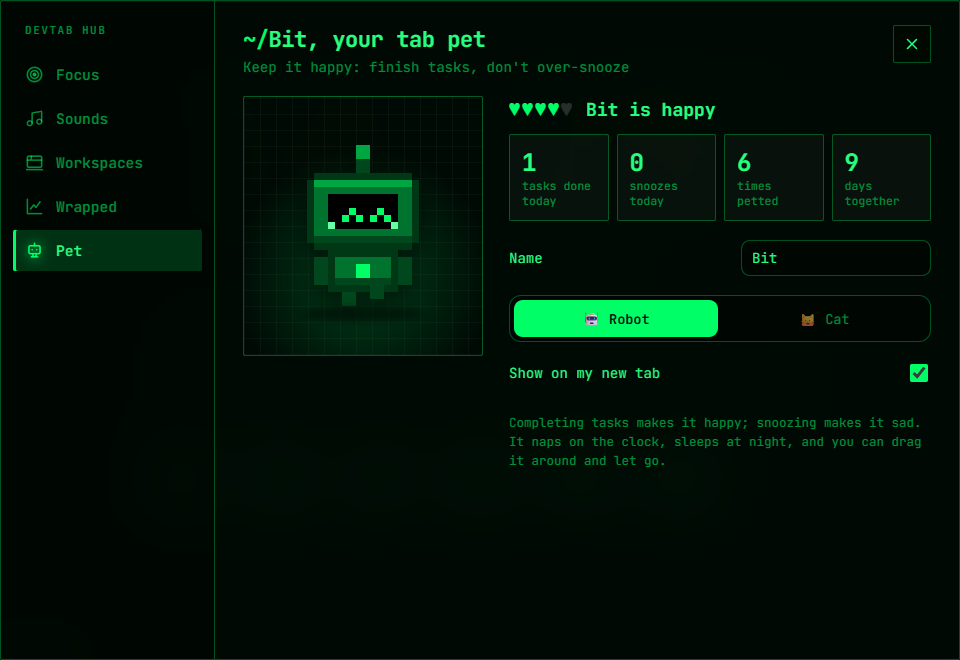 DEVTAB HUB
Focus
Sounds
Workspaces
Wrapped
Pet
~/Bit, your tab pet
Keep it happy: finish tasks, don't over-snooze
Bit is happy
1
tasks done
today
0
snoozes
today
6
times
petted
9
days
together
Name
Bit
Robot
Cat
Show on my new tab
Completing tasks makes it happy; snoozing makes it sad.
It naps on the clock, sleeps at night, and you can drag
it around and let go.